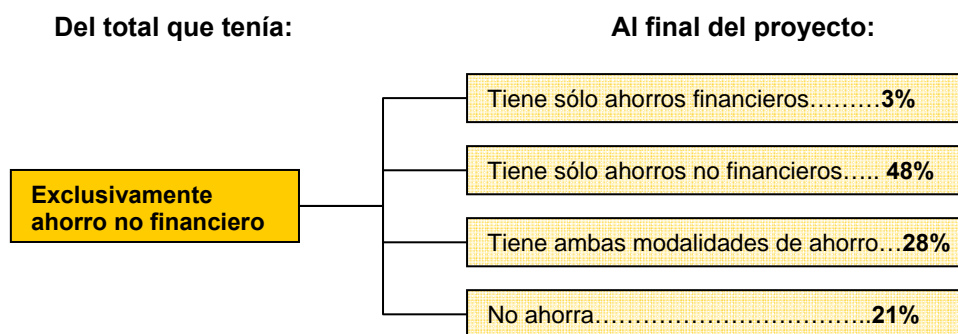 Del total que tenía:
Al final del proyecto:
Tiene sólo ahorros financieros………3%
Tiene sólo ahorros no financieros….. 48%
Exclusivamente
ahorro no financiero
Tiene ambas modalidades de ahorro…28%
No ahorra……………………………..21%